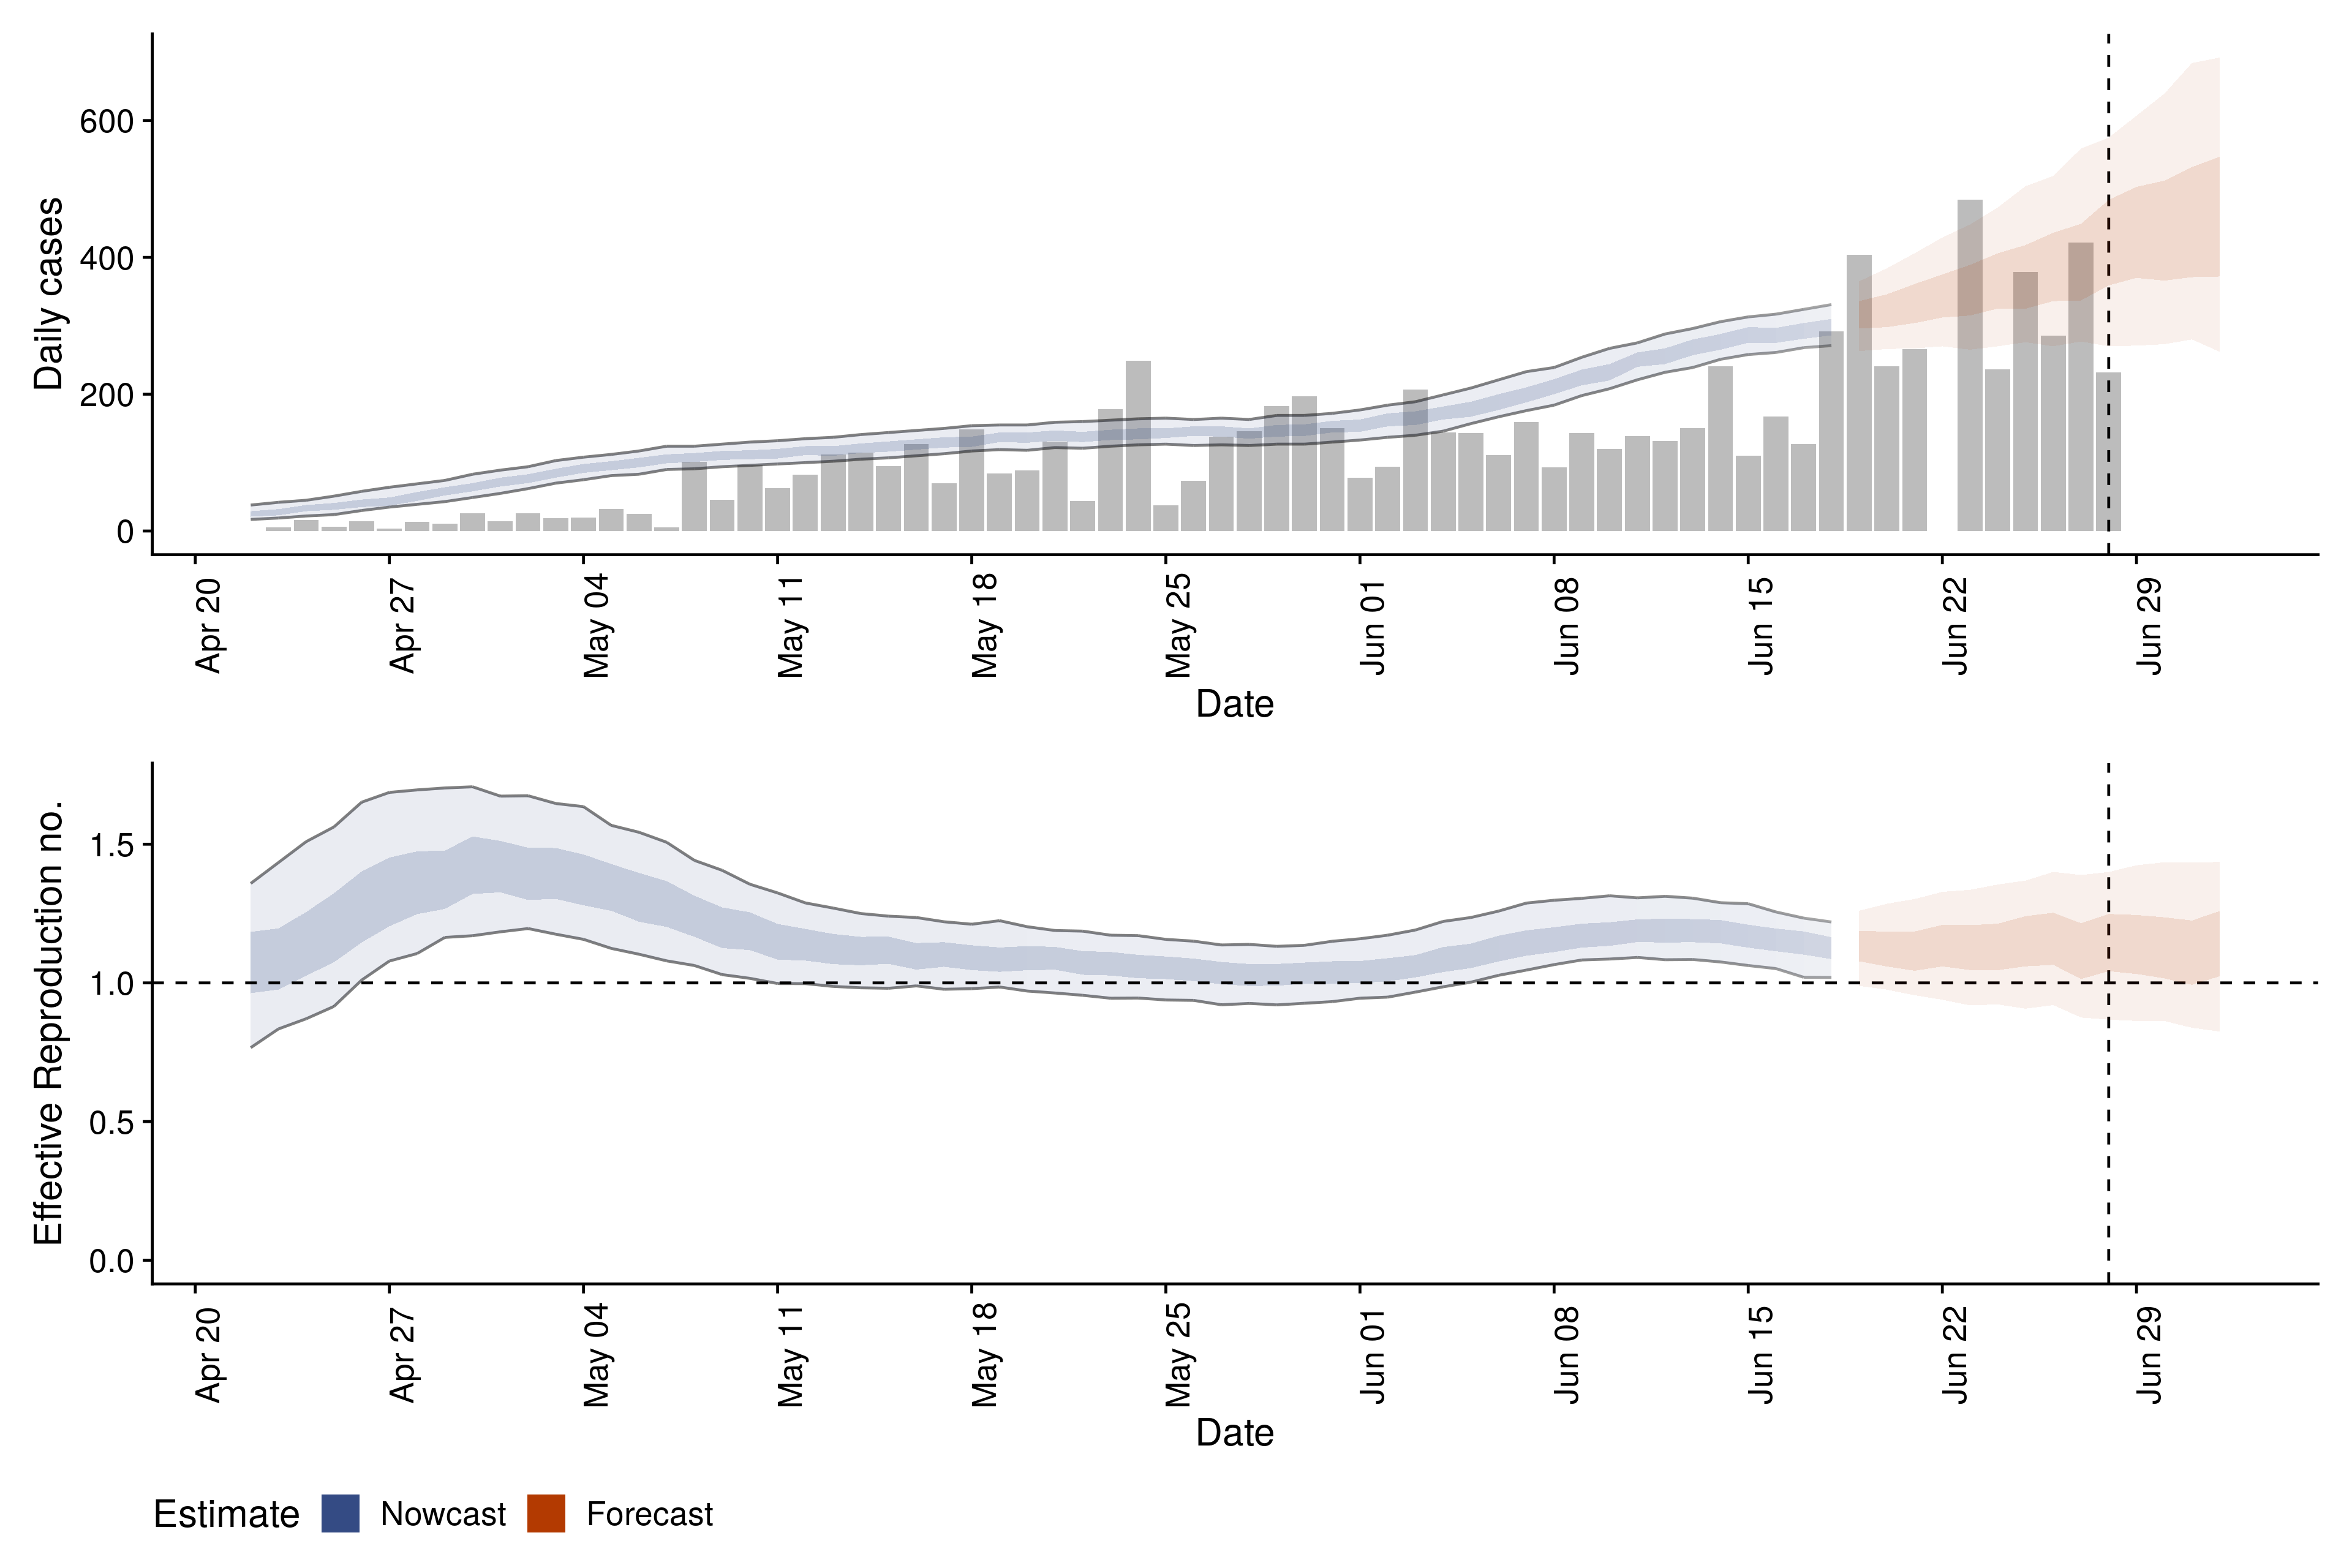 Daily cases
600
400
200
0
Apr 20
Apr 27
May 04
May 11
May 18
May 25
Jun 01
Jun 08
Jun 15
Jun 22
Jun 29
Date
Effective Reproduction no.
1.5
1.0
0.5
0.0
Apr 20
Apr 27
May 04
May 11
May 18
May 25
Jun 01
Jun 08
Jun 15
Jun 22
Jun 29
Date
Estimate Nowcast Forecast